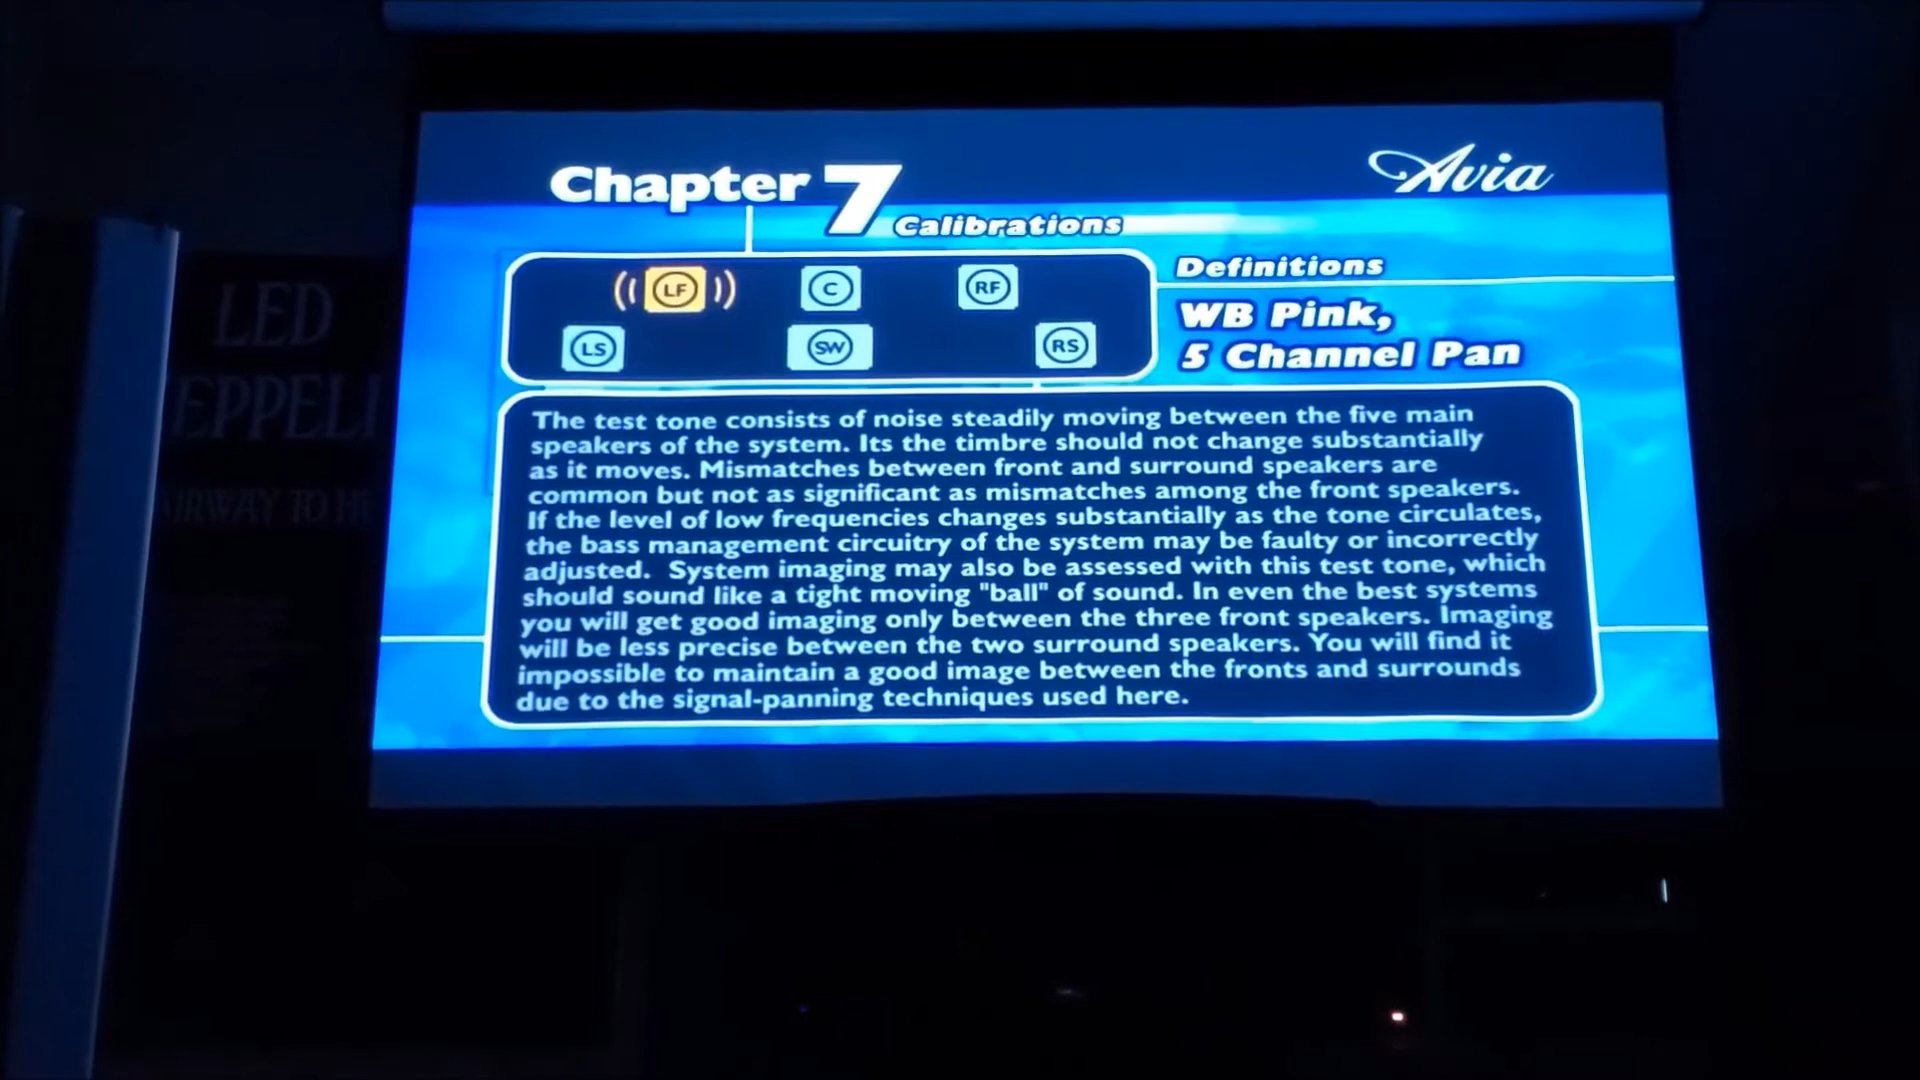 Chapter 7
Avia
Calibrations
LF
C
RF
LS
SW
RS
Definitions
WB Pink,
5 Channel Pan
The test tone consists of noise steadily moving between the five main
speakers of the system. Its the timbre should not change substantially
as it moves. Mismatches between front and surround speakers are
common but not as significant as mismatches among the front speakers.
If the level of low frequencies changes substantially as the tone circulates,
the bass management circuitry of the system may be faulty or incorrectly
adjusted. System imaging may also be assessed with this test tone, which
should sound like a tight moving "ball" of sound. In even the best systems
you will get good imaging only between the three front speakers. Imaging
will be less precise between the two surround speakers. You will find it
impossible to maintain a good image between the fronts and surrounds
due to the signal-panning techniques used here.
LED
EPPELI
AIRWAY TO H